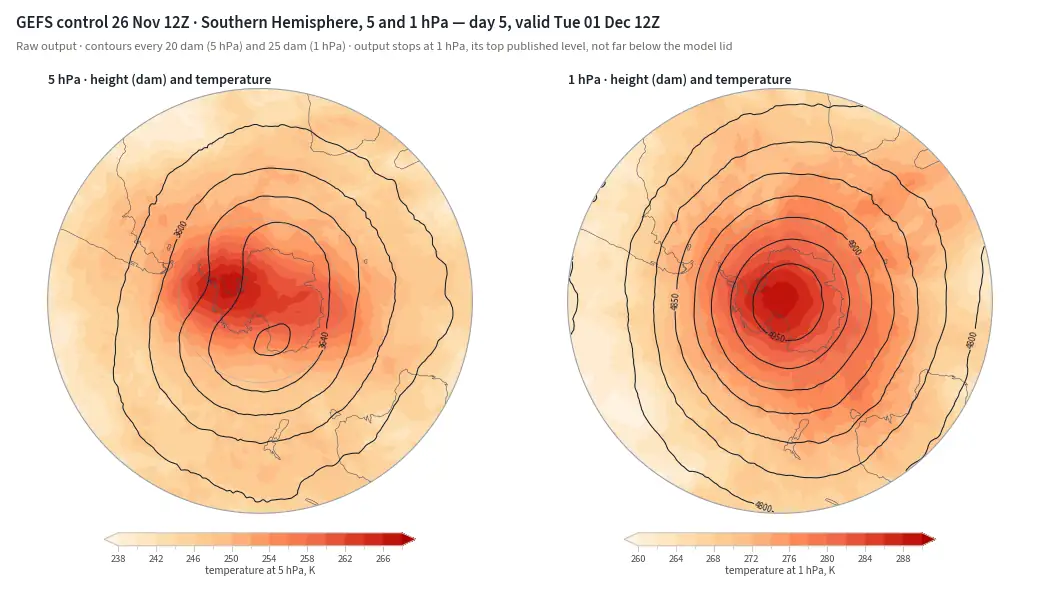 GEFS control 26 Nov 12Z · Southern Hemisphere, 5 and 1 hPa — day 5, valid Tue 01 Dec 12Z
Raw output · contours every 20 dam (5 hPa) and 25 dam (1 hPa) · output stops at 1 hPa, its top published level, not far below the model lid
5 hPa · height (dam) and temperature
3600
3640
238 242 246 250 254 258 262 266
temperature at 5 hPa, K
1 hPa · height (dam) and temperature
4900
4850
4950
4800
4800
260 264 268 272 276 280 284 288
temperature at 1 hPa, K